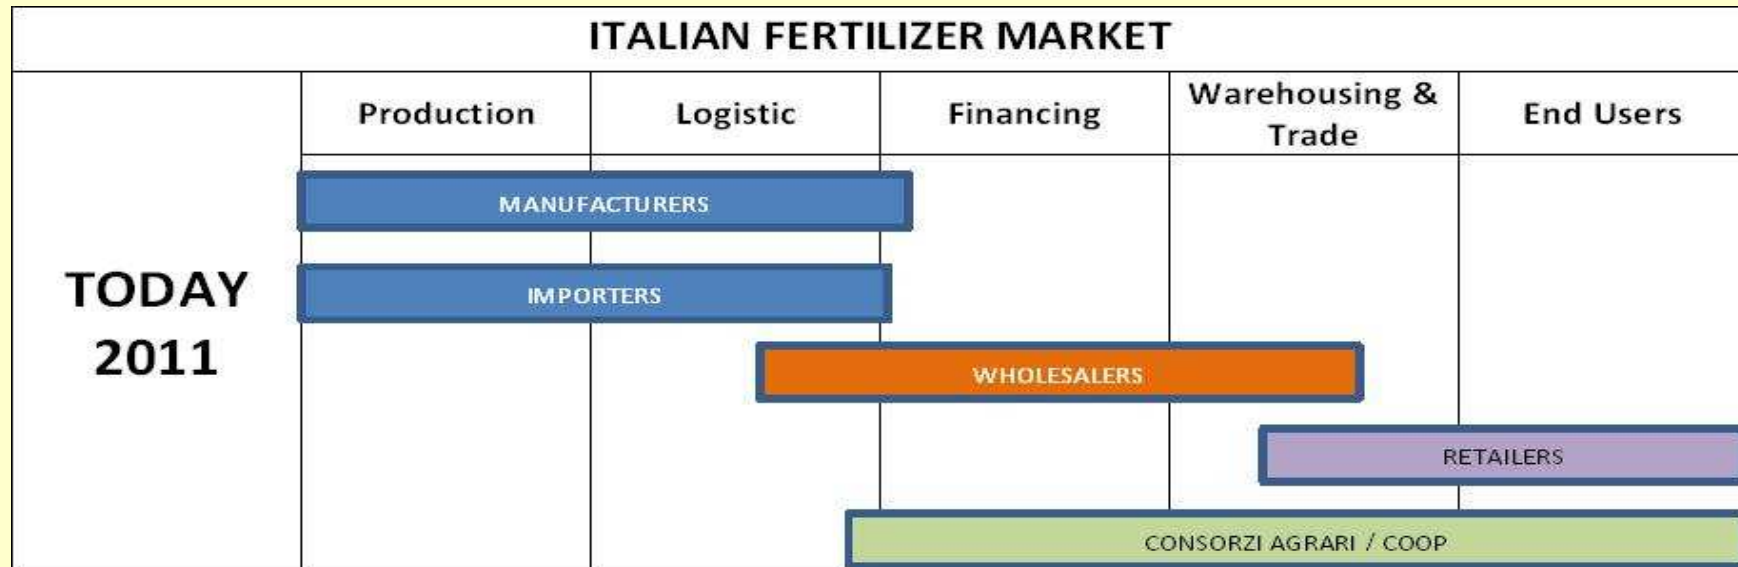 ITALIAN FERTILIZER MARKET
Production
Logistic
Financing
Warehousing &
Trade
End Users
TODAY
2011
MANUFACTURERS
IMPORTERS
WHOLESALERS
RETAILERS
CONSORZI AGRARI / COOP